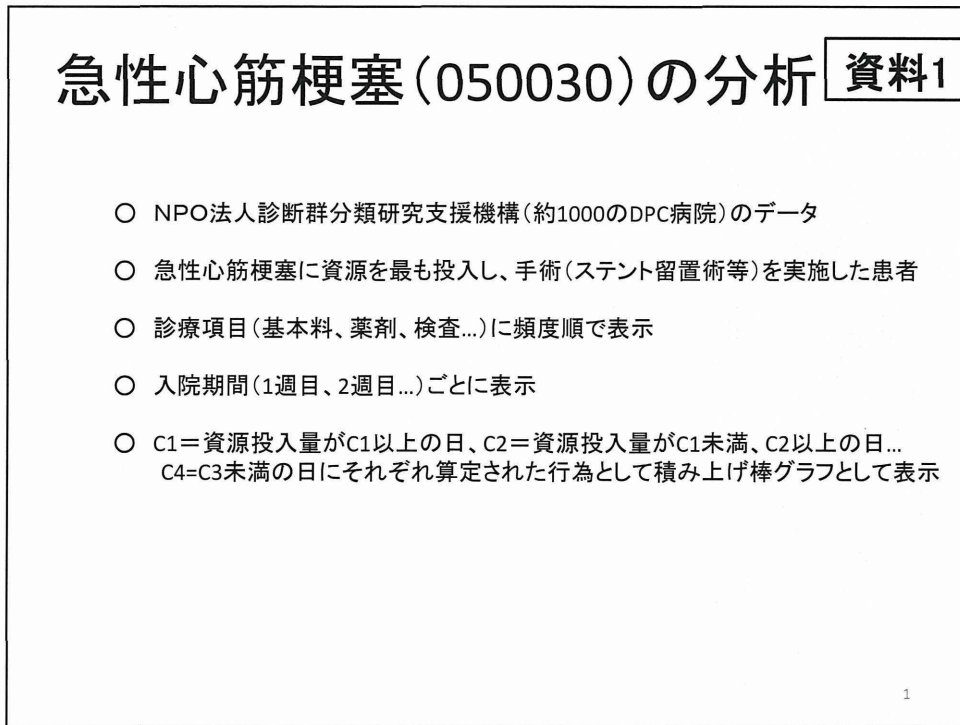 急性心筋梗塞(050030)の分析
資料1
○ NPO法人診断群分類研究支援機構(約1000のDPC病院)のデータ
○ 急性心筋梗塞に資源を最も投入し、手術(ステント留置術等)を実施した患者
○ 診療項目(基本料、薬剤、検査…)に頻度順で表示
○ 入院期間(1週目、2週目…)ごとに表示
○ C1=資源投入量がC1以上の日、C2=資源投入量がC1未満、C2以上の日…
C4=C3未満の日にそれぞれ算定された行為として積み上げ棒グラフとして表示
1